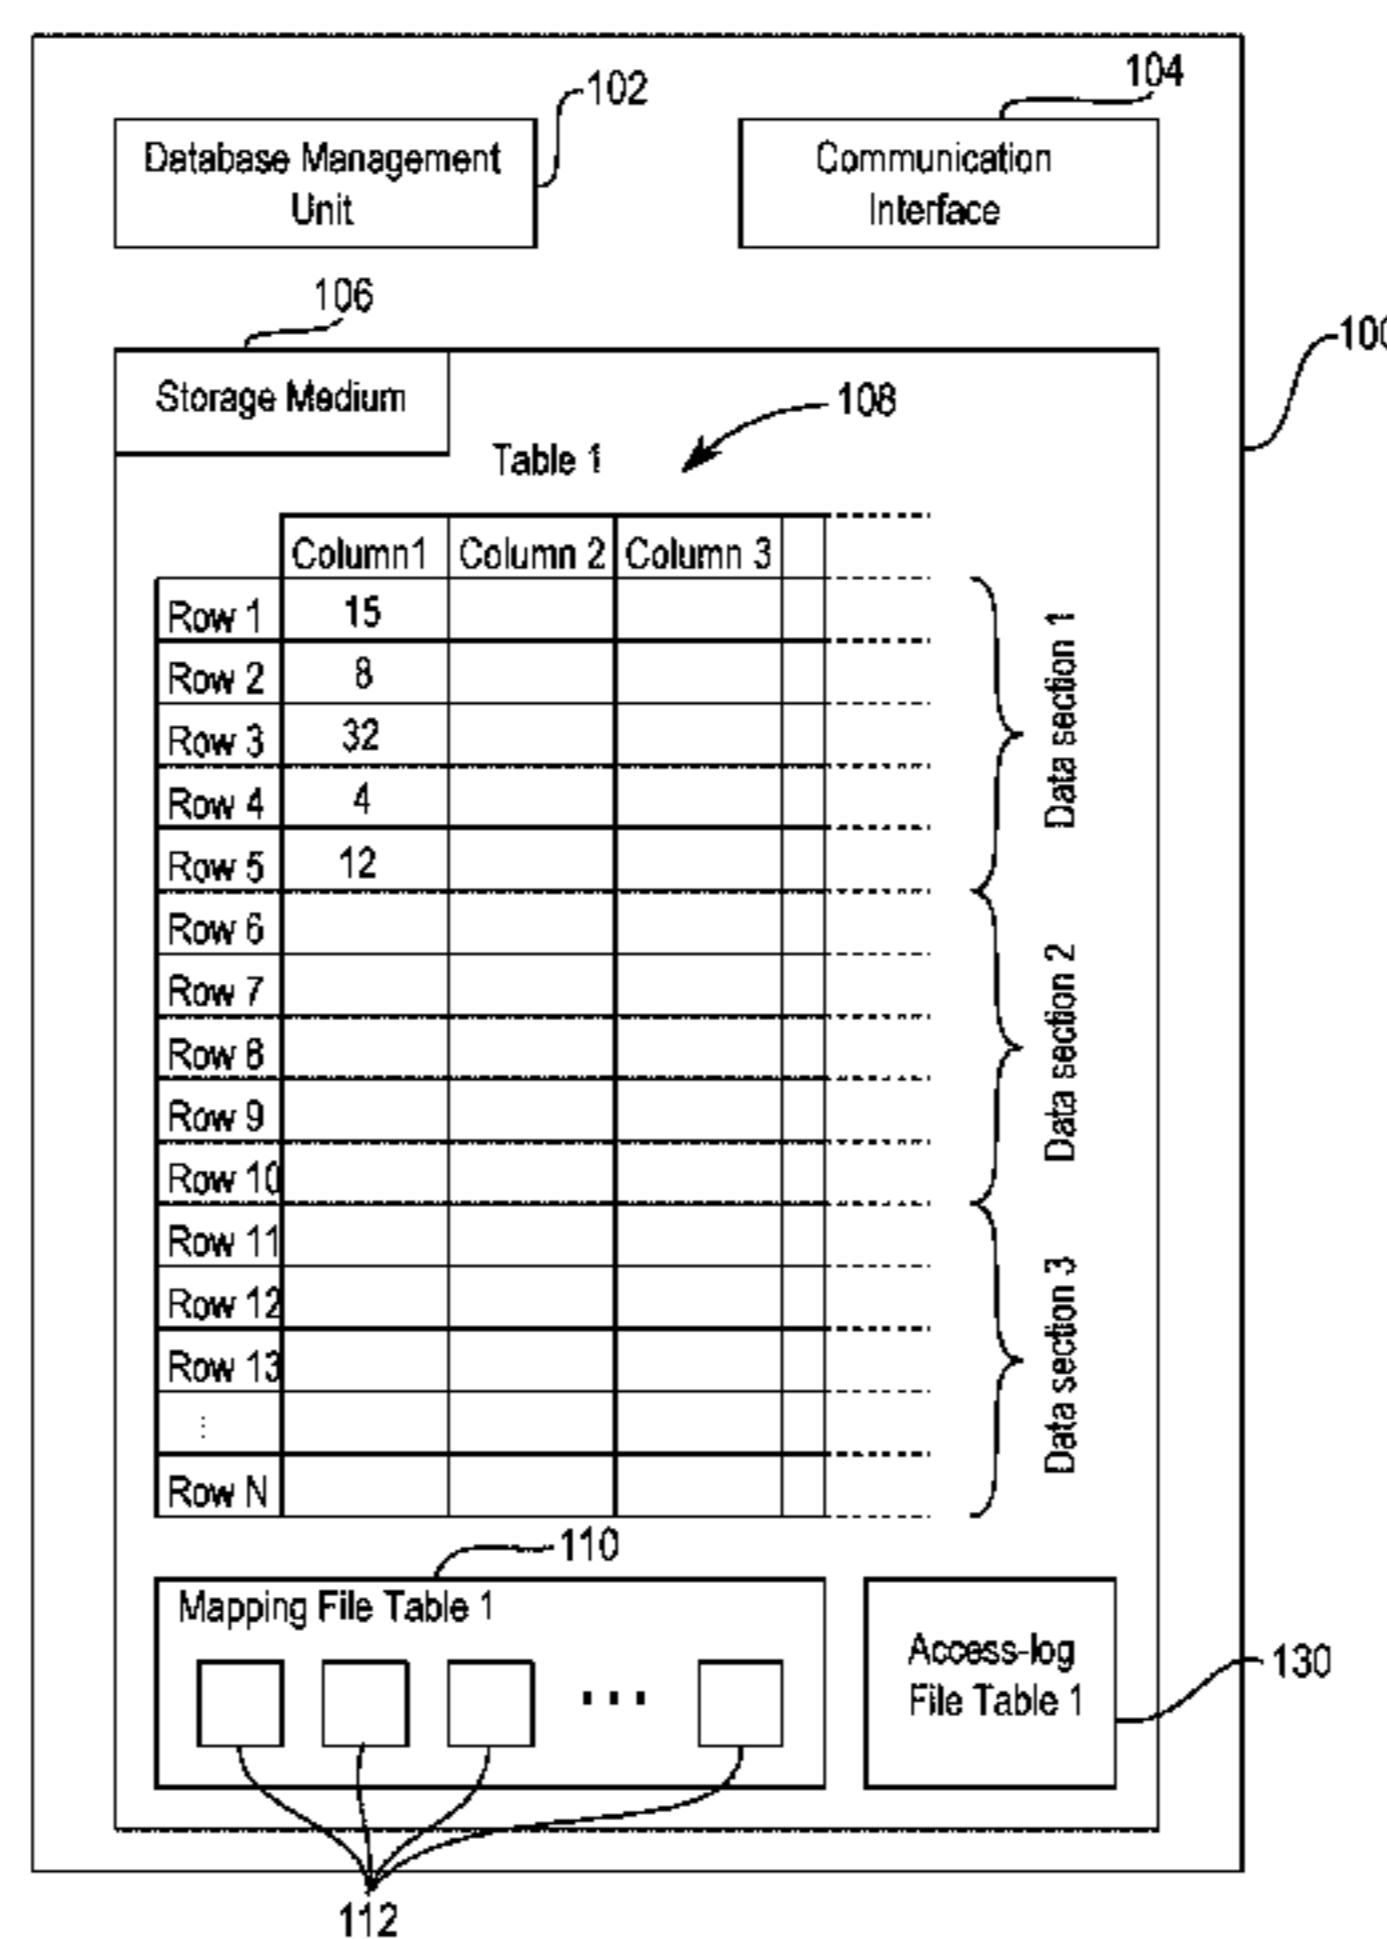 102
104
Database Management
Unit
Communication
Interface
106
100
Storage Medium
108
Table 1
Column1 Column 2 Column 3
Row 1 15
Row 2 8
Row 3 32
Row 4 4
Row 5 12
Row 6
Row 7
Row 8
Row 9
Row 10
Row 11
Row 12
Row 13
⋮
Row N
Data section 1
Data section 2
Data section 3
110
Mapping File Table 1
...
Access-log
File Table 1
130
112